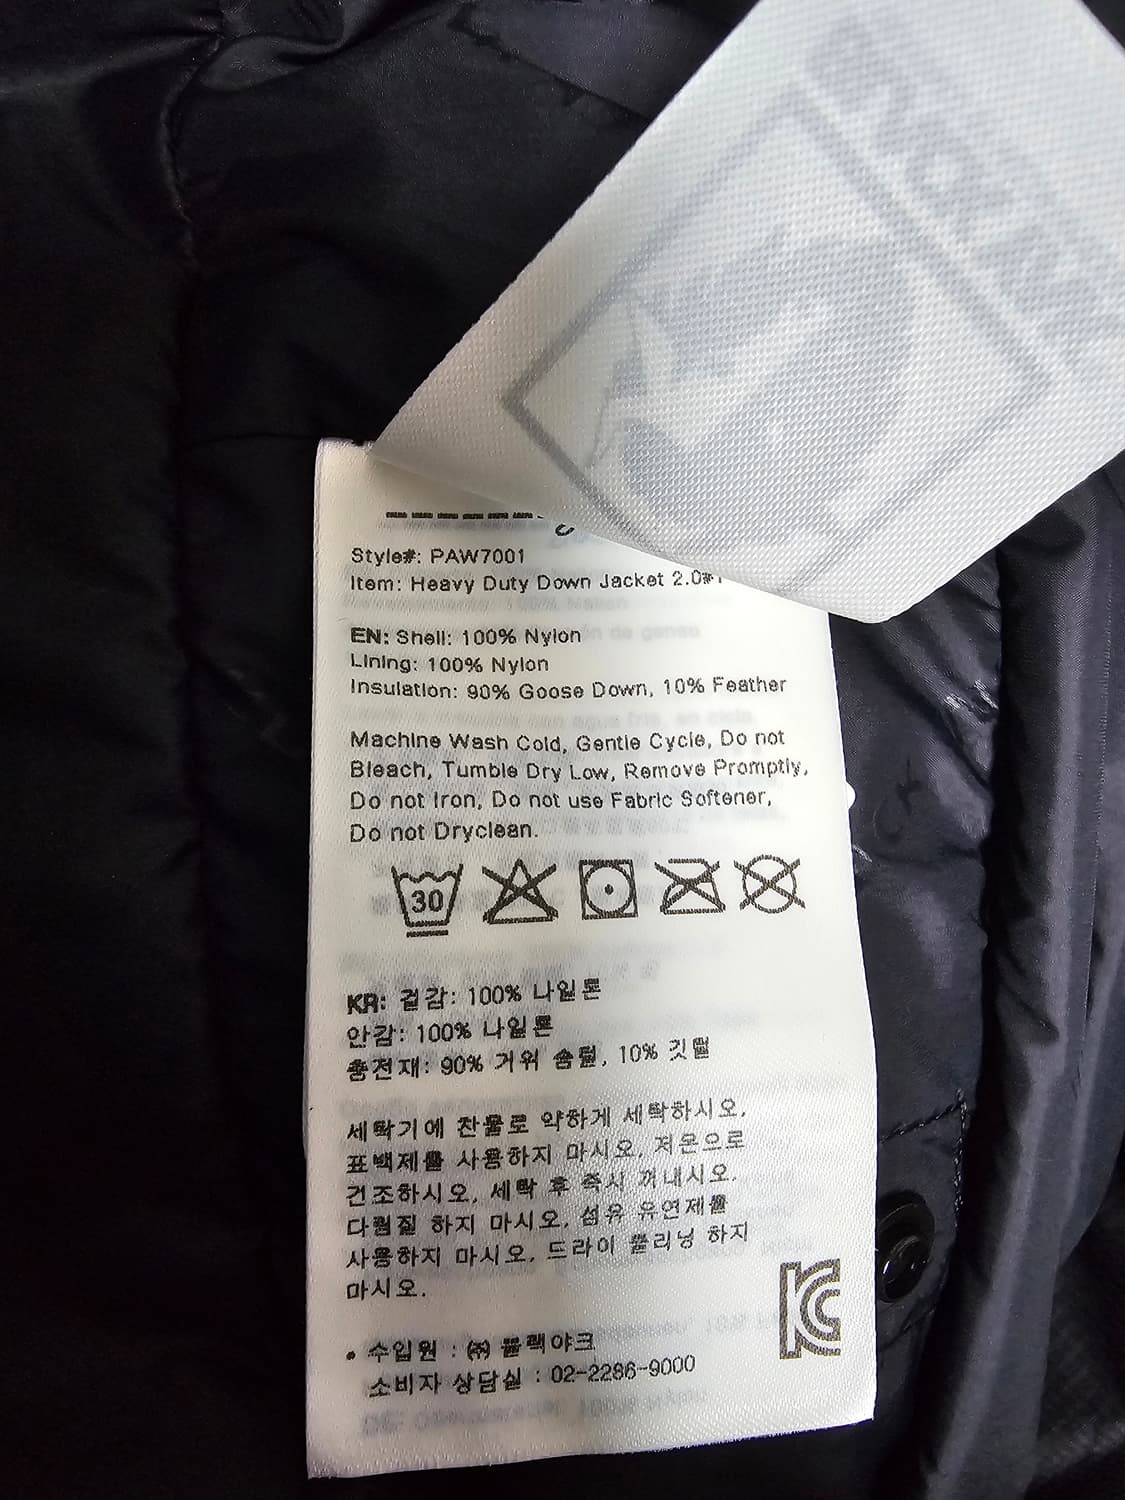 Style#: PAW7001
Item: Heavy Duty Down Jacket 2.0#1
EN: Shell: 100% Nylon
Lining: 100% Nylon
Insulation: 90% Goose Down, 10% Feather
Machine Wash Cold, Gentle Cycle, Do not
Bleach, Tumble Dry Low, Remove Promptly,
Do not Iron, Do not use Fabric Softener,
Do not Dryclean.
30
KR: 겉감: 100% 나일론
안감: 100% 나일론
충전재: 90% 거위 솜털, 10% 깃털
세탁기에 찬물로 약하게 세탁하시오,
표백제를 사용하지 마시오, 저온으로
건조하시오, 세탁 후 즉시 꺼내시오,
다림질 하지 마시오, 섬유 유연제를
사용하지 마시오, 드라이 클리닝 하지
마시오.
• 수입원 : ㈜ 블랙야크
소비자 상담실 : 02-2286-9000